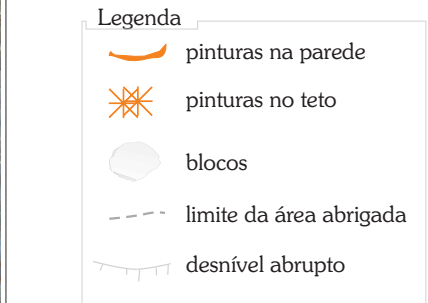 Legenda
pinturas na parede
pinturas no teto
blocos
limite da área abrigada
desnível abrupto